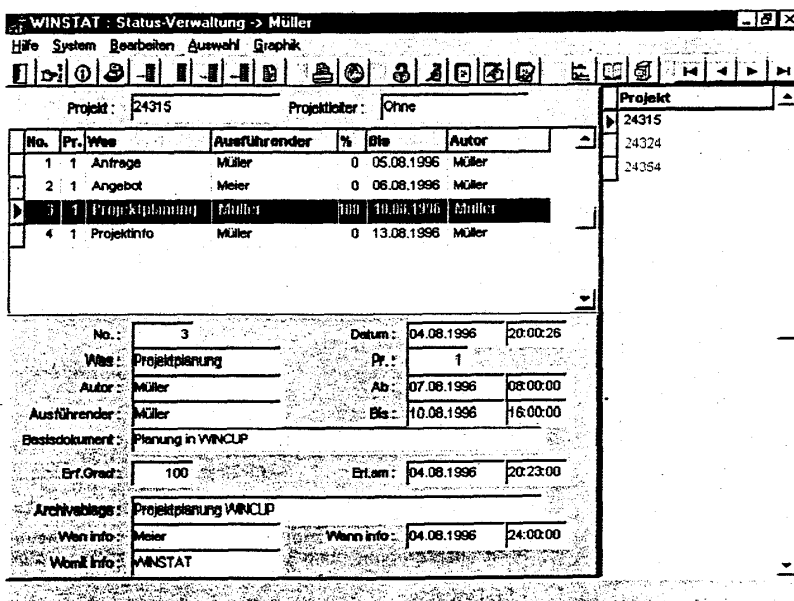 WINSTAT : Status-Verwaltung -> Müller
Hilfe System Bearbeiten Auswahl Graphik
Projekt : 24315 Projektleiter : Ohne
No. Pr. Was Ausführender % Bis Autor
1 1 Anfrage Müller 0 05.08.1996 Müller
2 1 Angebot Meier 0 06.08.1996 Müller
3 1 Projektplanung Müller 100 10.08.1996 Müller
4 1 Projektinfo Müller 0 13.08.1996 Müller
Projekt
24315
24324
24354
No. : 3 Datum : 04.08.1996 20:00:26
Was : Projektplanung Pr. : 1
Autor : Müller Ab : 07.08.1996 08:00:00
Ausführender : Müller Bis : 10.08.1996 16:00:00
Basisdokument : Planung in WINCUP
Erf.Grad : 100 Erf.am : 04.08.1996 20:23:00
Archivablage : Projektplanung WINCUP
Wen info : Meier Wann info : 04.08.1996 24:00:00
Womit Info : WINSTAT